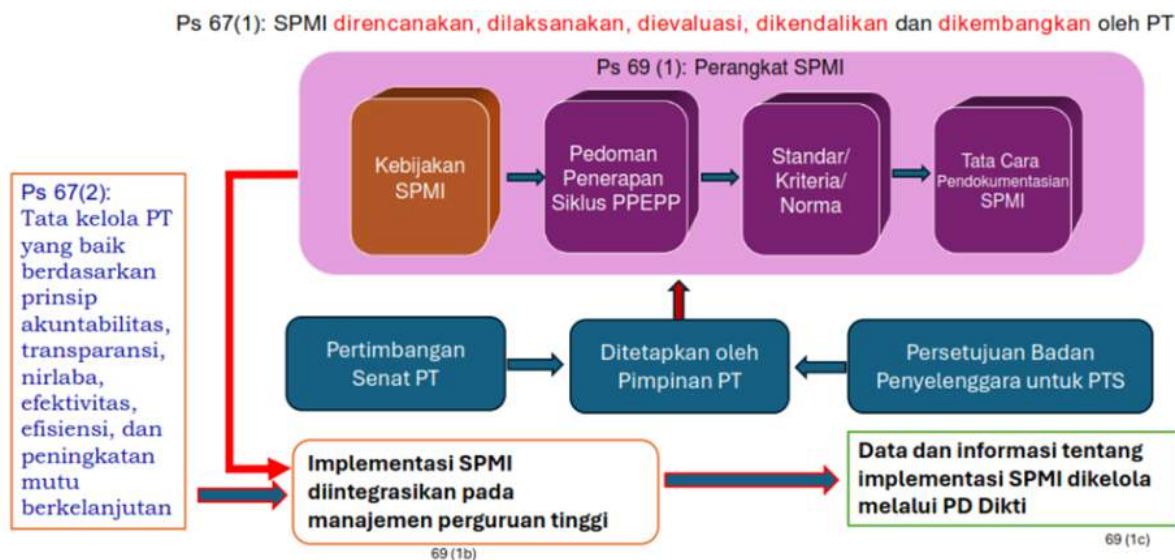 Ps 67(1): SPMI direncanakan, dilaksanakan, dievaluasi, dikendalikan dan dikembangkan oleh PT
Ps 69 (1): Perangkat SPMI
Kebijakan
SPMI
Pedoman
Penerapan
Siklus PPEPP
Standar/
Kriteria/
Norma
Tata Cara
Pendokumentasian
SPMI
Ps 67(2):
Tata kelola PT
yang baik
berdasarkan
prinsip
akuntabilitas,
transparansi,
nirlaba,
efektivitas,
efisiensi, dan
peningkatan
mutu
berkelanjutan
Pertimbangan
Senat PT
Ditetapkan oleh
Pimpinan PT
Persetujuan Badan
Penyelenggara untuk PTS
Implementasi SPMI
diintegrasikan pada
manajemen perguruan tinggi
69 (1b)
Data dan informasi tentang
implementasi SPMI dikelola
melalui PD Dikti
69 (1c)